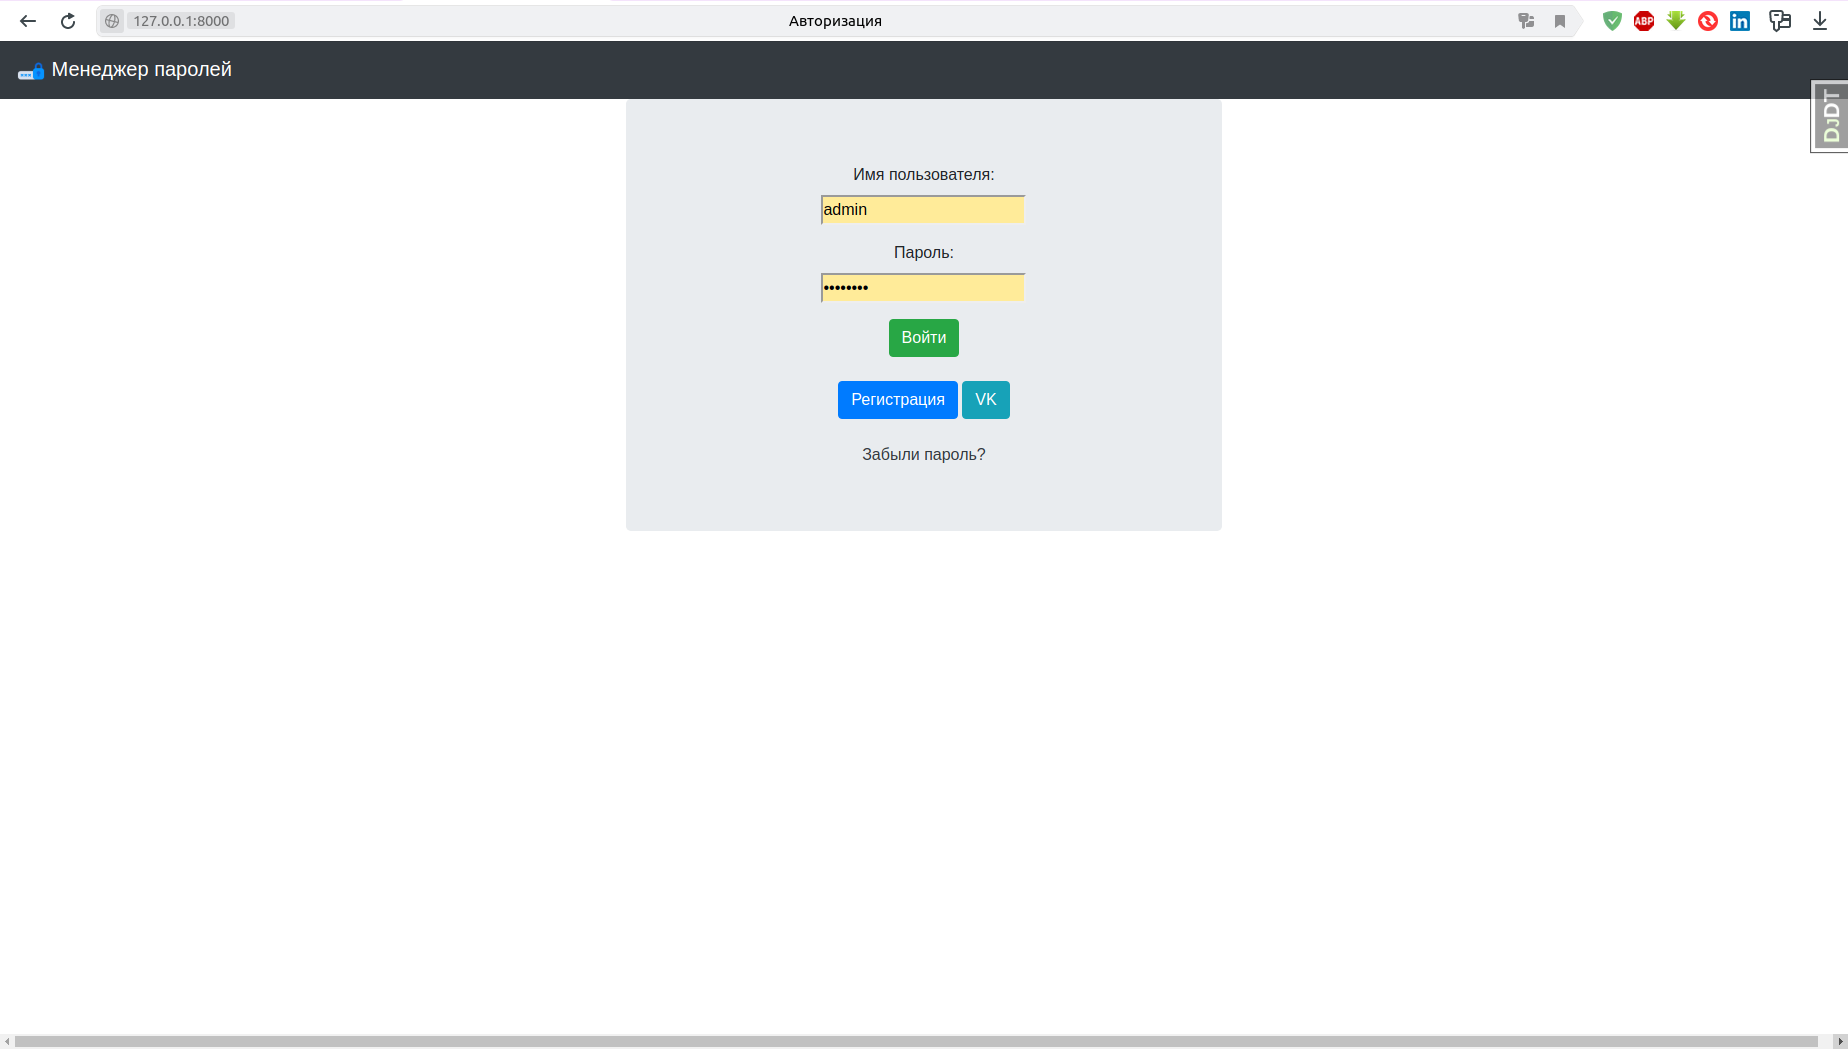 127.0.0.1:8000
Авторизация
ABP
in
Менеджер паролей
DJDT
Имя пользователя:
admin
Пароль:
••••••••
Войти
Регистрация
VK
Забыли пароль?